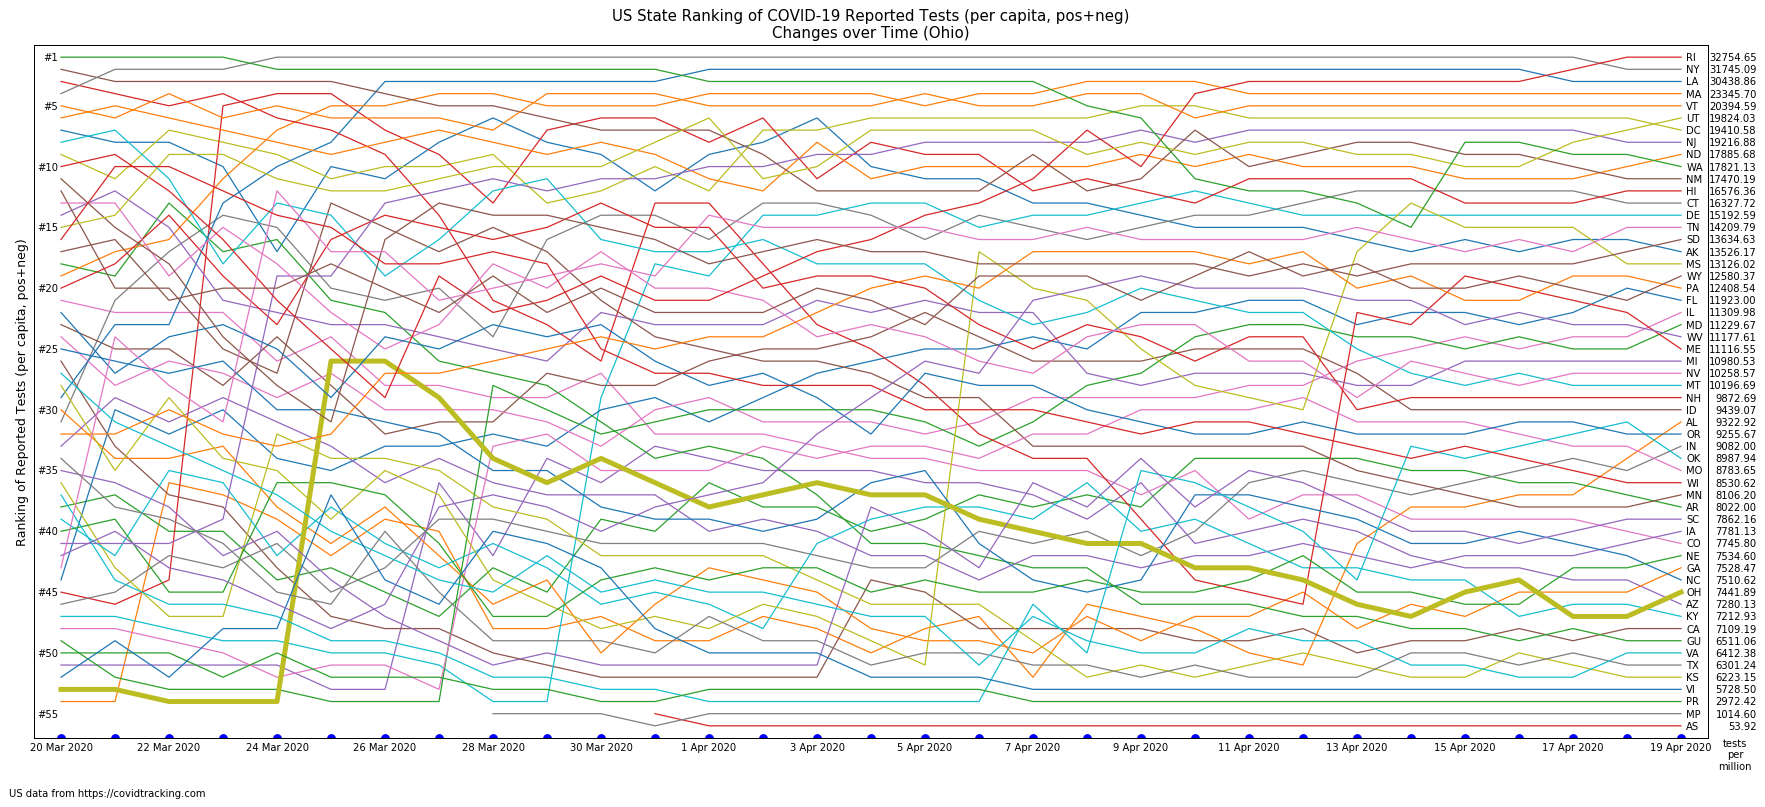 US State Ranking of COVID-19 Reported Tests (per capita, pos+neg)
Changes over Time (Ohio)
Ranking of Reported Tests (per capita, pos+neg)
#1
#5
#10
#15
#20
#25
#30
#35
#40
#45
#50
#55
RI 32754.65
NY 31745.09
LA 30438.86
MA 23345.70
VT 20394.59
UT 19824.03
DC 19410.58
NJ 19216.88
ND 17885.68
WA 17821.13
NM 17470.19
HI 16576.36
CT 16327.72
DE 15192.59
TN 14209.79
SD 13634.63
AK 13526.17
MS 13126.02
WY 12580.37
PA 12408.54
FL 11923.00
IL 11309.98
MD 11229.67
WV 11177.61
ME 11116.55
MI 10980.53
NV 10258.57
MT 10196.69
NH 9872.69
ID 9439.07
AL 9322.92
OR 9255.67
IN 9082.00
OK 8987.94
MO 8783.65
WI 8530.62
MN 8106.20
AR 8022.00
SC 7862.16
IA 7781.13
CO 7745.80
NE 7534.60
GA 7528.47
NC 7510.62
OH 7441.89
AZ 7280.13
KY 7212.93
CA 7109.19
GU 6511.06
VA 6412.38
TX 6301.24
KS 6223.15
VI 5728.50
PR 2972.42
MP 1014.60
AS 53.92
20 Mar 2020 22 Mar 2020 24 Mar 2020 26 Mar 2020 28 Mar 2020 30 Mar 2020 1 Apr 2020 3 Apr 2020 5 Apr 2020 7 Apr 2020 9 Apr 2020 11 Apr 2020 13 Apr 2020 15 Apr 2020 17 Apr 2020 19 Apr 2020
tests
per
million
US data from https://covidtracking.com